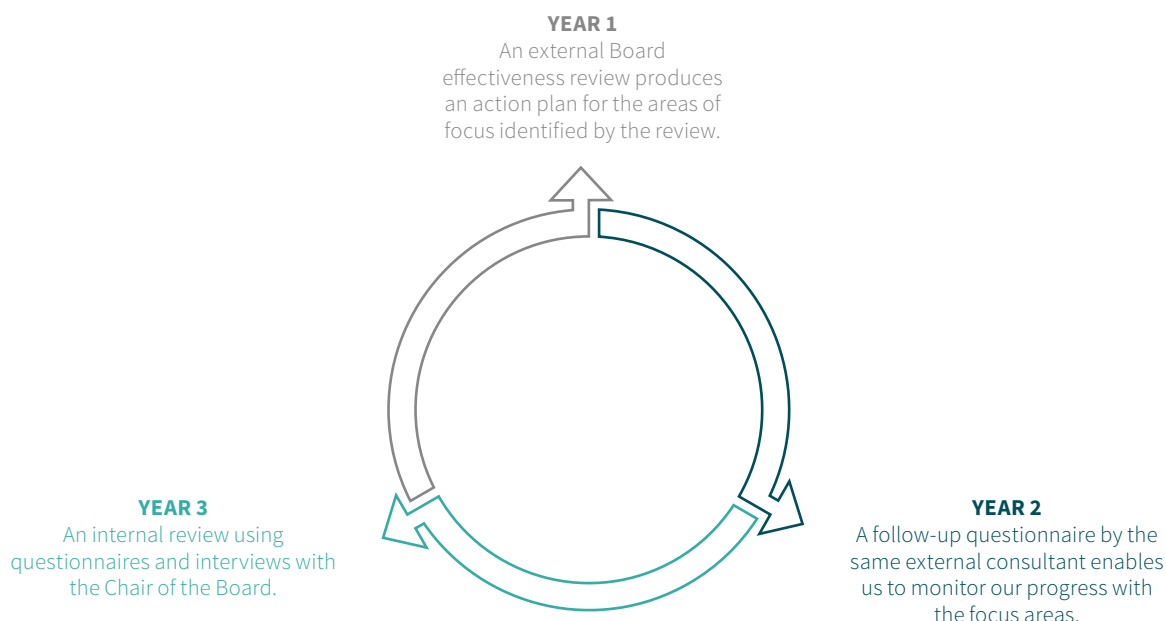 YEAR 1
An external Board
effectiveness review produces
an action plan for the areas of
focus identified by the review.
YEAR 3
An internal review using
questionnaires and interviews with
the Chair of the Board.
YEAR 2
A follow-up questionnaire by the
same external consultant enables
us to monitor our progress with
the focus areas.